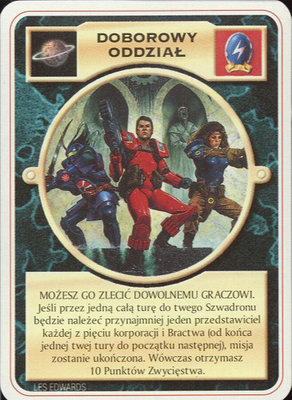 DOBOROWY
ODDZIAŁ
MOŻESZ GO ZLECIĆ DOWOLNEMU GRACZOWI.
Jeśli przez jedną całą turę do twego Szwadronu
będzie należeć przynajmniej jeden przedstawiciel
każdej z pięciu korporacji i Bractwa (od końca
jednej twej tury do początku następnej), misja
zostanie ukończona. Wówczas otrzymasz
10 Punktów Zwycięstwa.
LES EDWARDS